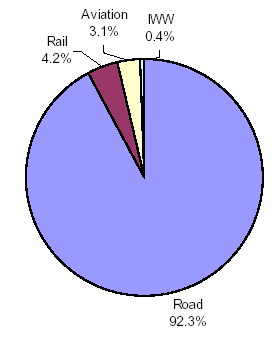 Aviation
3.1%
IWW
0.4%
Rail
4.2%
Road
92.3%